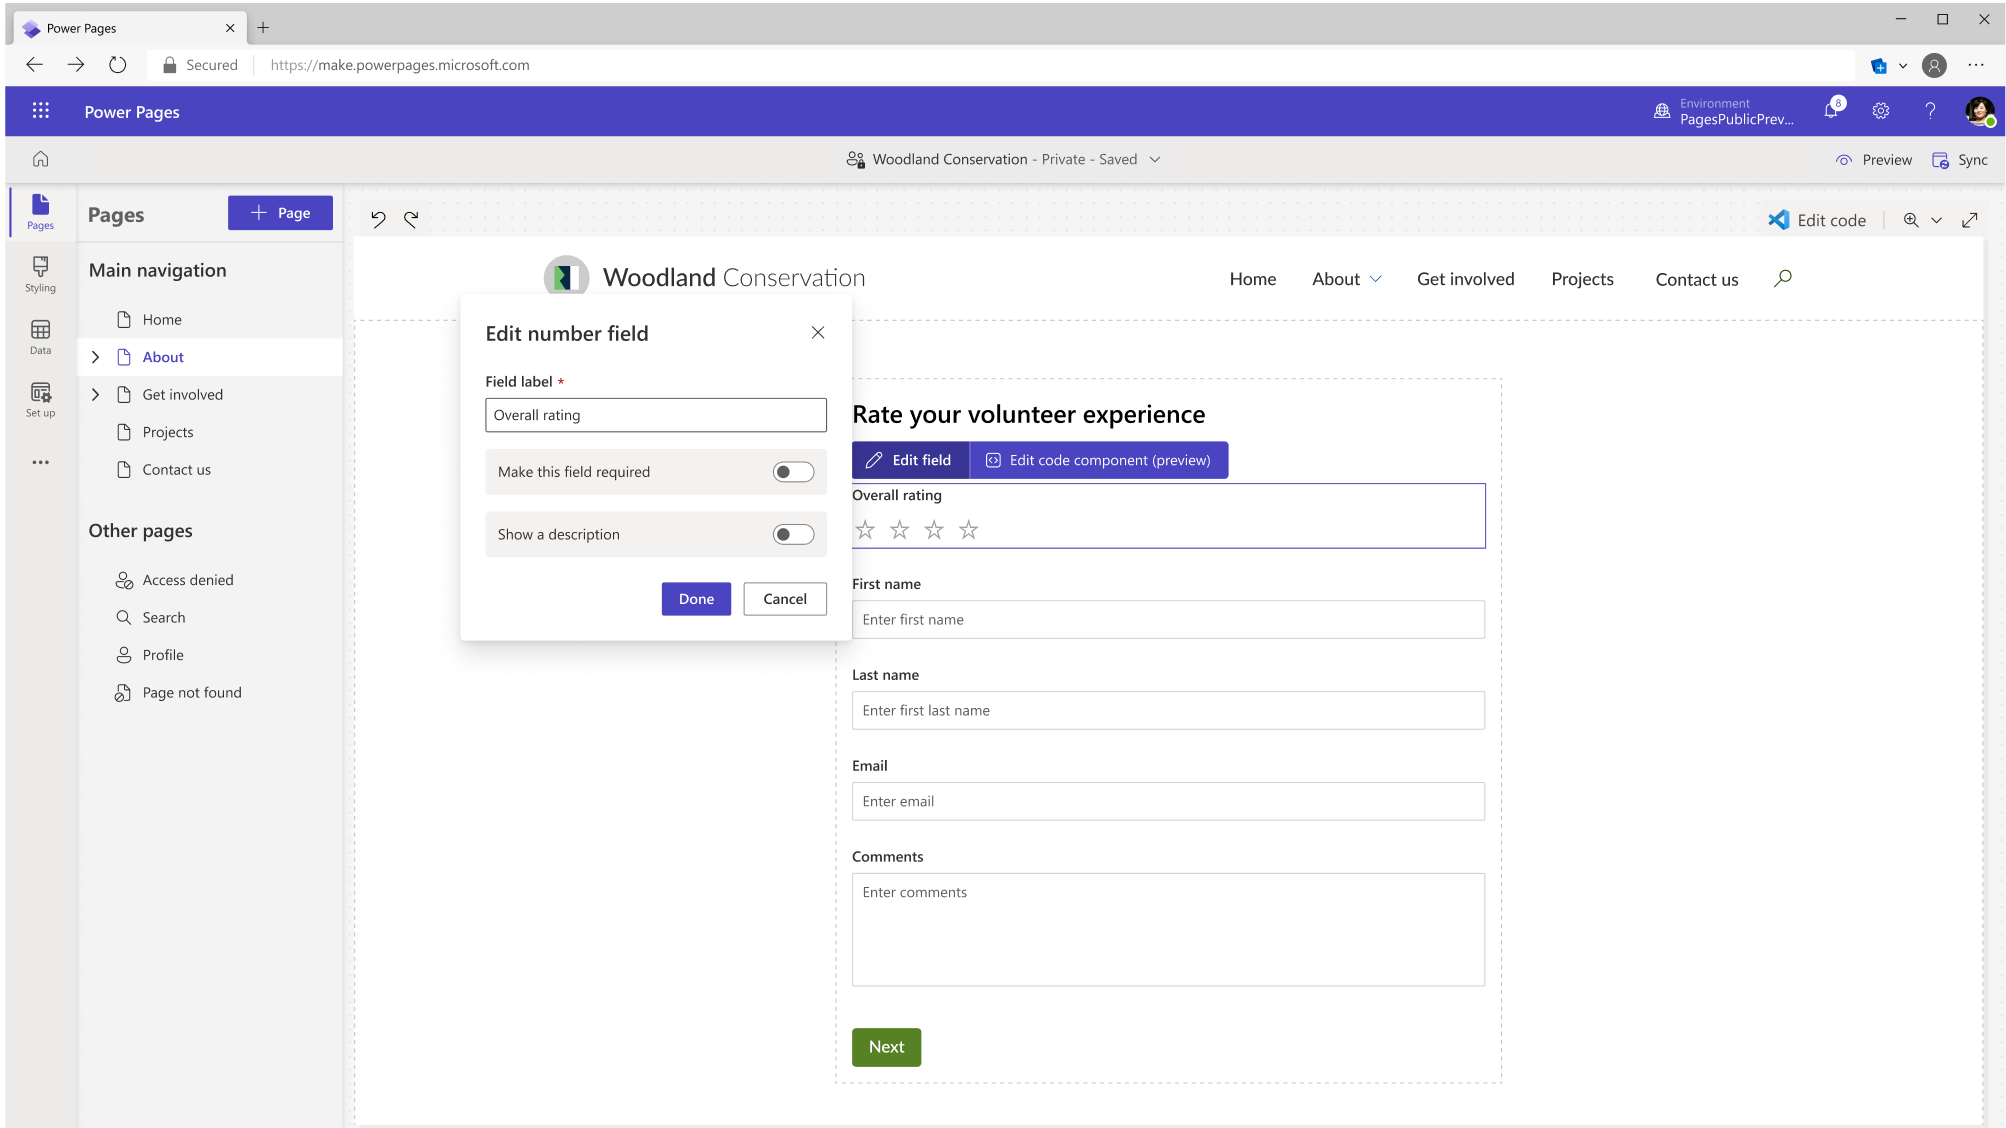 Power Pages
Secured
https://make.powerpages.microsoft.com
Power Pages
Environment
PagesPublicPrev...
8
?
Woodland Conservation - Private - Saved
Preview
Sync
Pages
Styling
Data
Set up
Pages
+ Page
Main navigation
Home
About
Get involved
Projects
Contact us
Other pages
Access denied
Search
Profile
Page not found
Edit code
Woodland Conservation
Home
About
Get involved
Projects
Contact us
Edit number field
Field label *
Overall rating
Make this field required
Show a description
Done
Cancel
Rate your volunteer experience
Edit field
Edit code component (preview)
Overall rating
First name
Enter first name
Last name
Enter first last name
Email
Enter email
Comments
Enter comments
Next